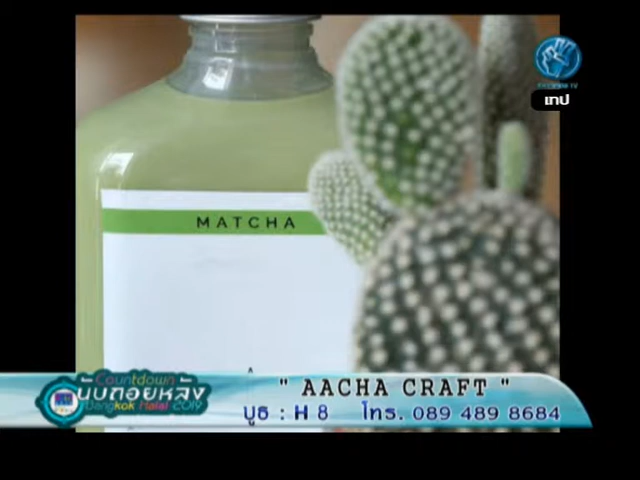 เทป
MATCHA
Countdown
นับถอยหลัง
Bangkok Halal 2019
" AACHA CRAFT "
บูธ : H 8 โทร. 089 489 8684